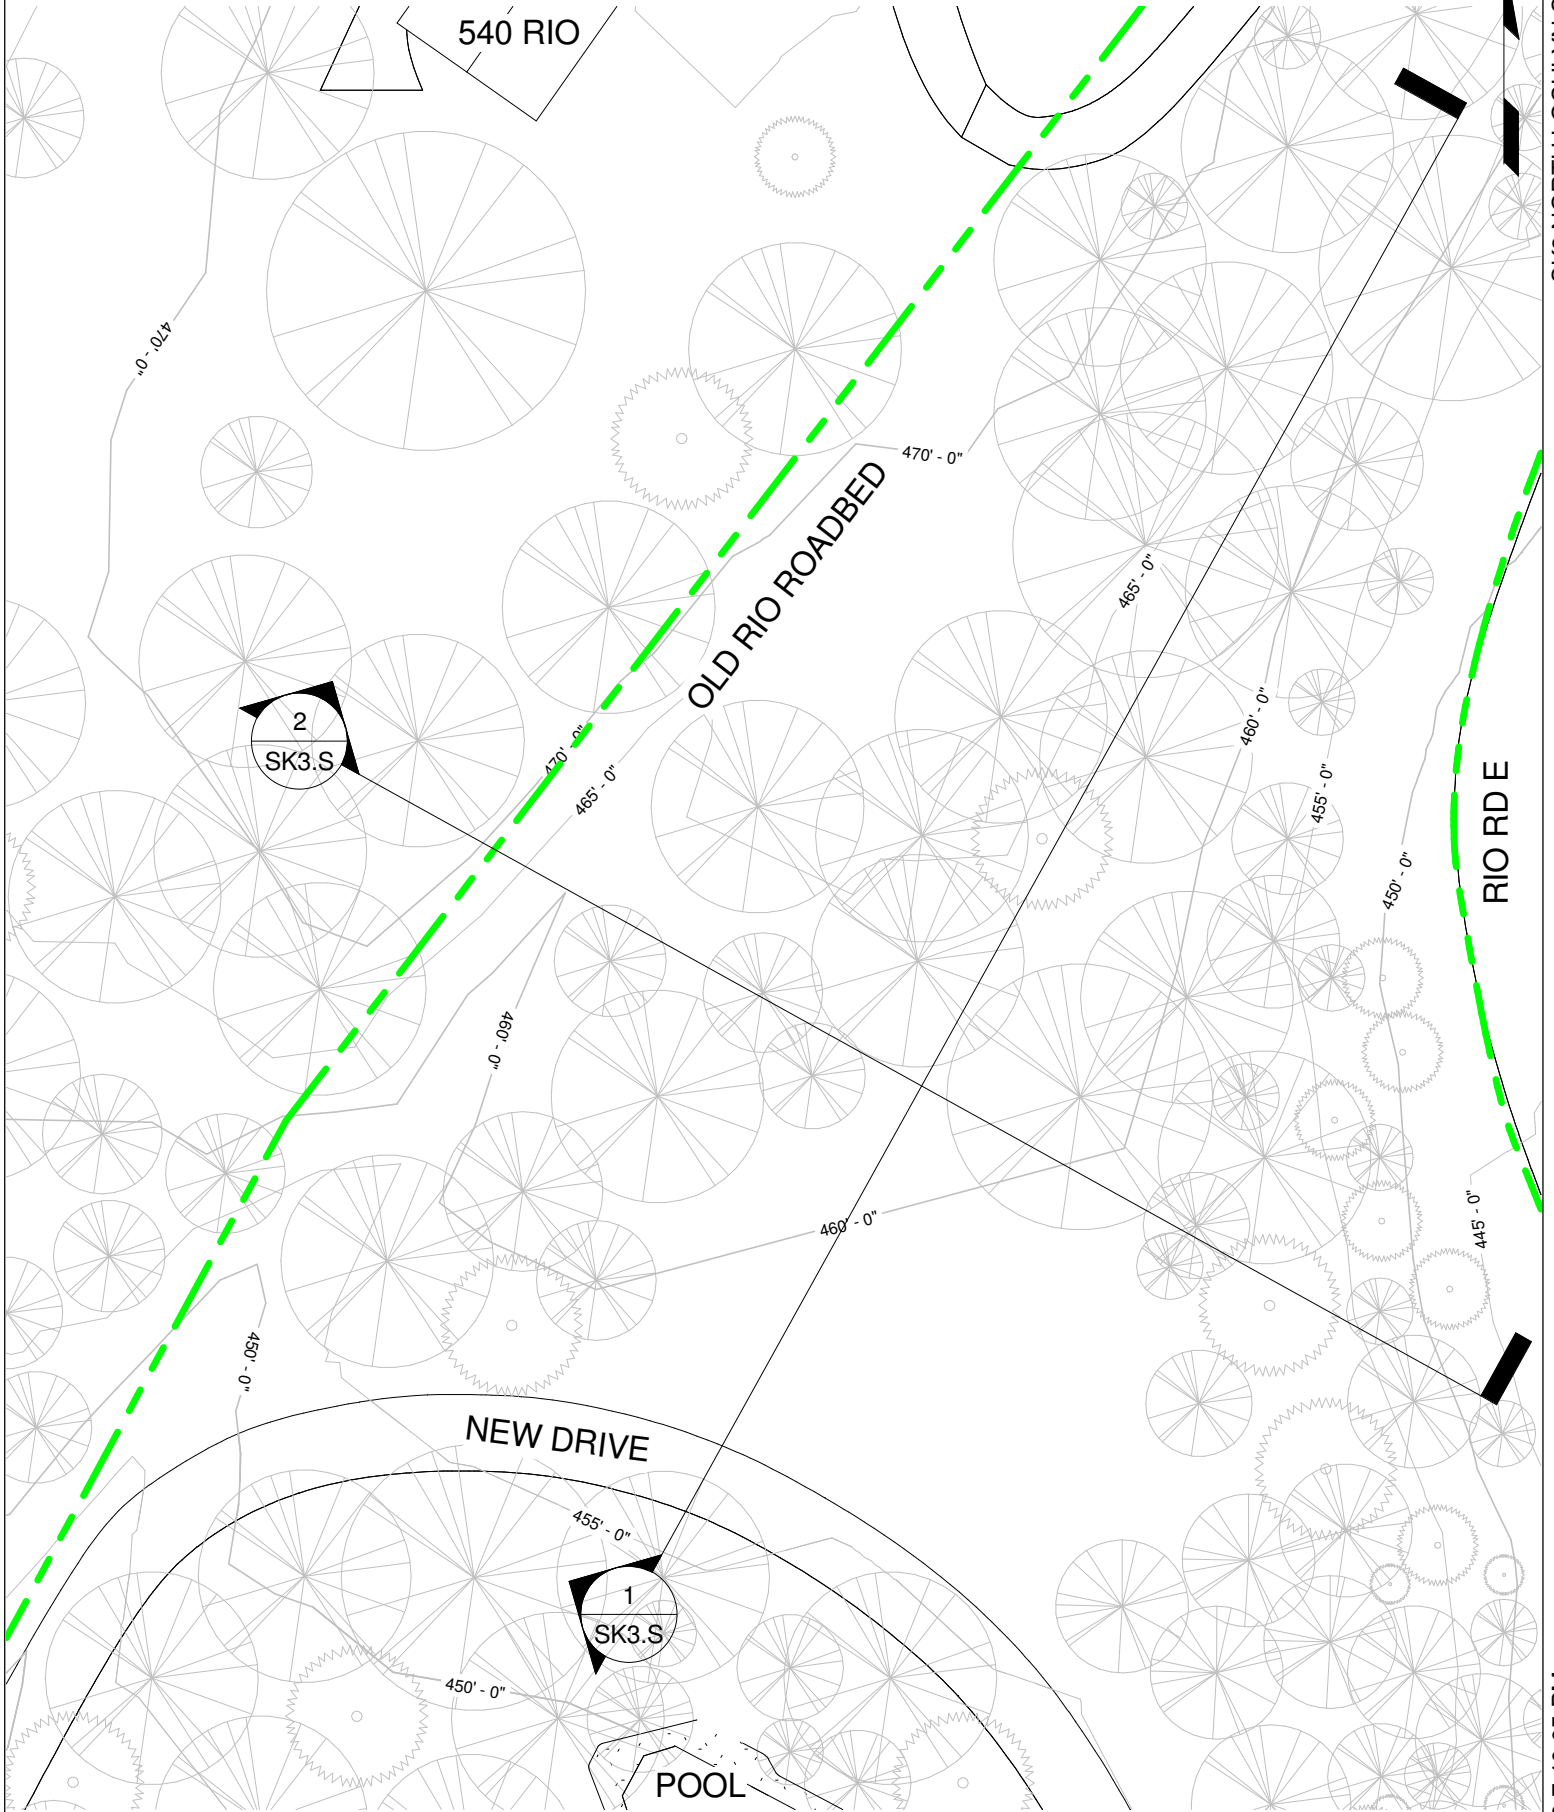 540 RIO
470' - 0"
470' - 0"
OLD RIO ROADBED
465' - 0"
2
SK3.S
470' - 0"
465' - 0"
460' - 0"
455' - 0"
RIO RD E
450' - 0"
460' - 0"
460' - 0"
445' - 0"
450' - 0"
NEW DRIVE
455' - 0"
1
SK3.S
450' - 0"
POOL